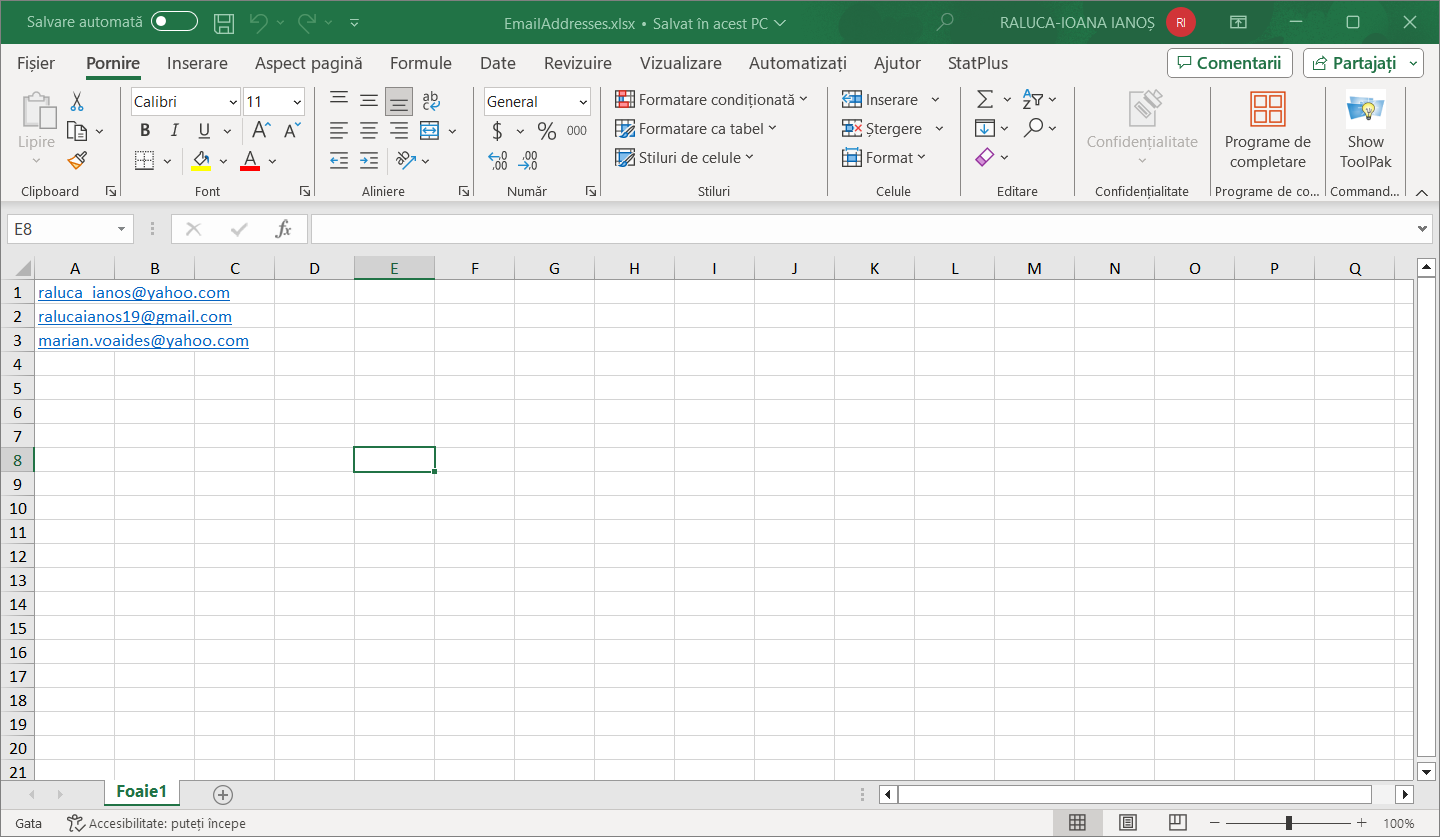 Salvare automată EmailAddresses.xlsx • Salvat în acest PC RALUCA-IOANA IANOȘ RI
Fișier Pornire Inserare Aspect pagină Formule Date Revizuire Vizualizare Automatizați Ajutor StatPlus Comentarii Partajați
Lipire
Clipboard
Calibri 11
B I U A A
A
Font
ab
Aliniere
General
$ % 000
,00 ,00
Număr
Formatare condiționată
Formatare ca tabel
Stiluri de celule
Stiluri
Inserare
Ștergere
Format
Celule
Editare
Confidențialitate
Confidențialitate
Programe de
completare
Programe de co...
Show
ToolPak
Command...
E8 fx
A B C D E F G H I J K L M N O P Q
1 raluca_ianos@yahoo.com
2 ralucaianos19@gmail.com
3 marian.voaides@yahoo.com
4
5
6
7
8
9
10
11
12
13
14
15
16
17
18
19
20
21
Foaie1
Gata Accesibilitate: puteți începe 100%